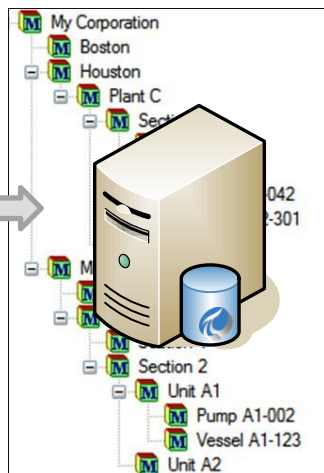 My Corporation
Boston
Houston
Plant C
042
-301
Section 2
Unit A1
Pump A1-002
Vessel A1-123
Unit A2